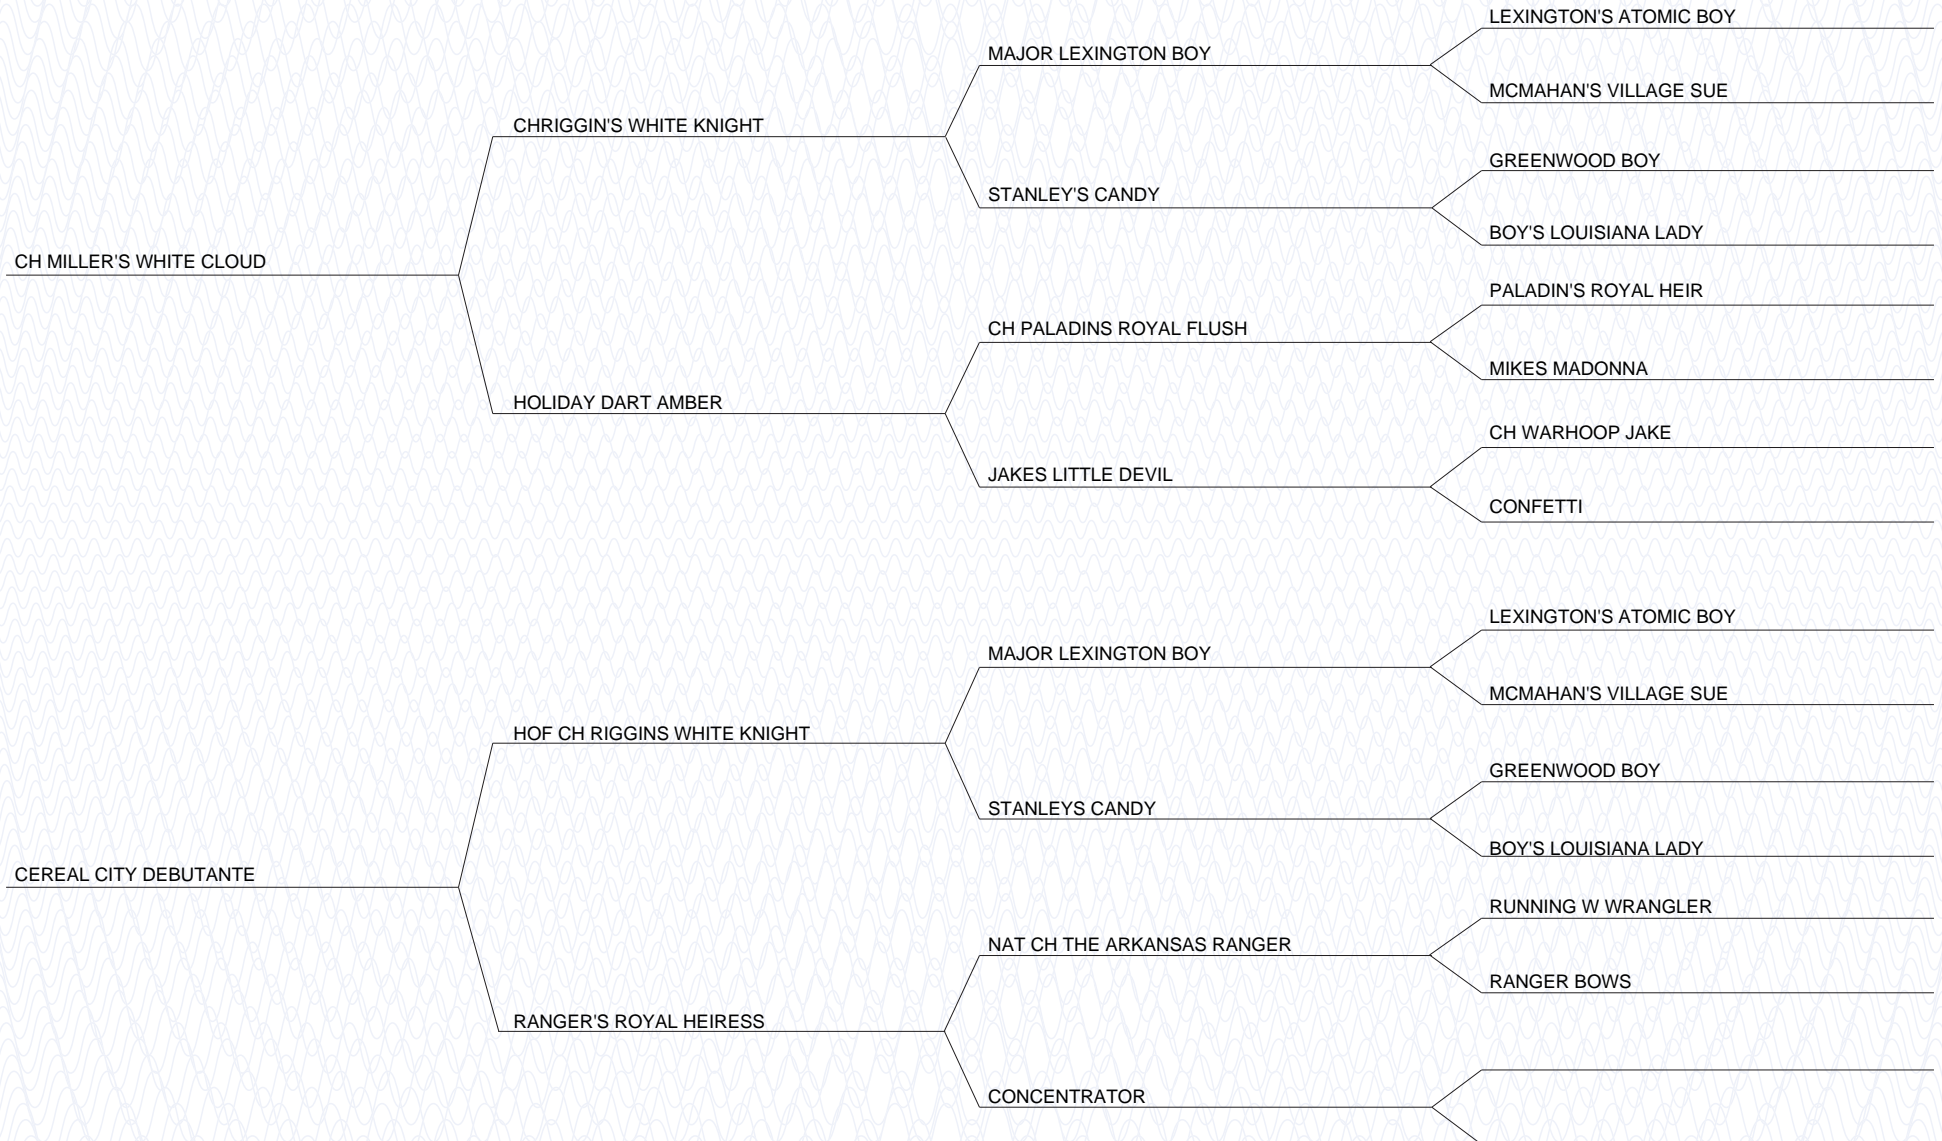 LEXINGTON'S ATOMIC BOY
MAJOR LEXINGTON BOY
MCMAHAN'S VILLAGE SUE
CHRIGGIN'S WHITE KNIGHT
GREENWOOD BOY
STANLEY'S CANDY
BOY'S LOUISIANA LADY
CH MILLER'S WHITE CLOUD
PALADIN'S ROYAL HEIR
CH PALADINS ROYAL FLUSH
MIKES MADONNA
HOLIDAY DART AMBER
CH WARHOOP JAKE
JAKES LITTLE DEVIL
CONFETTI
LEXINGTON'S ATOMIC BOY
MAJOR LEXINGTON BOY
MCMAHAN'S VILLAGE SUE
HOF CH RIGGINS WHITE KNIGHT
GREENWOOD BOY
STANLEYS CANDY
BOY'S LOUISIANA LADY
CEREAL CITY DEBUTANTE
RUNNING W WRANGLER
NAT CH THE ARKANSAS RANGER
RANGER BOWS
RANGER'S ROYAL HEIRESS
CONCENTRATOR